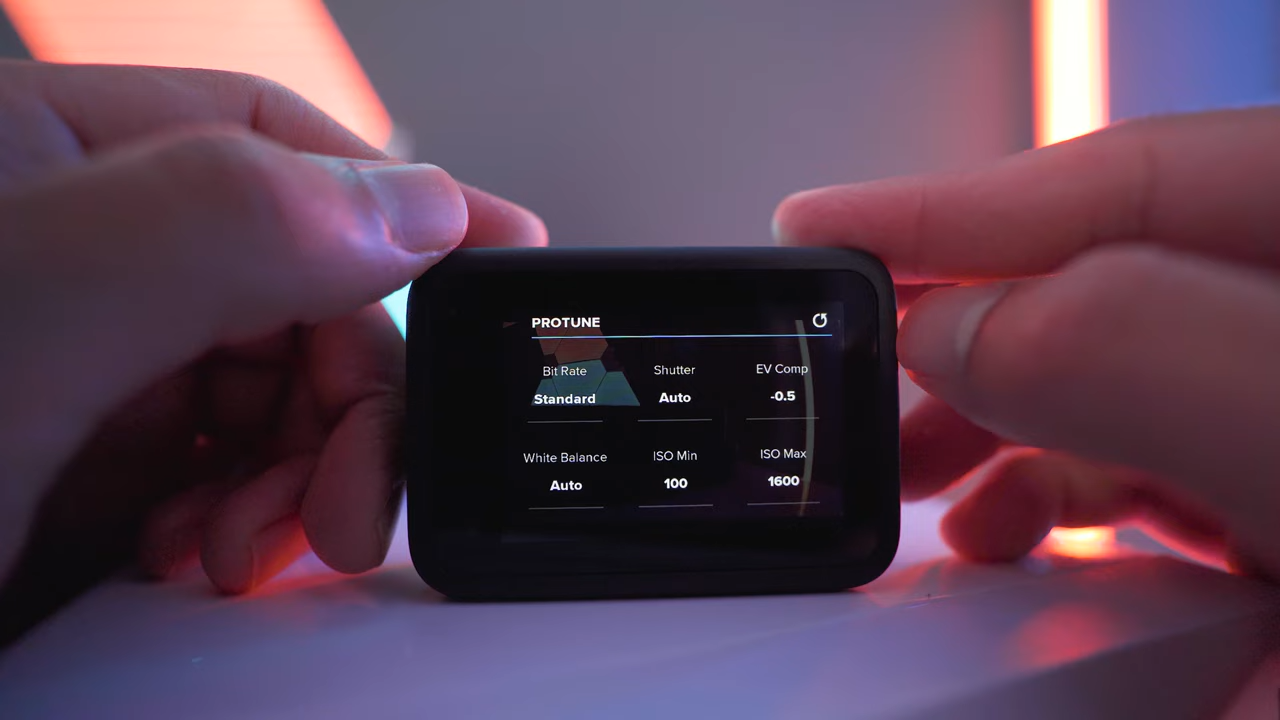 PROTUNE
Bit Rate Shutter EV Comp
Standard Auto -0.5
White Balance ISO Min ISO Max
Auto 100 1600